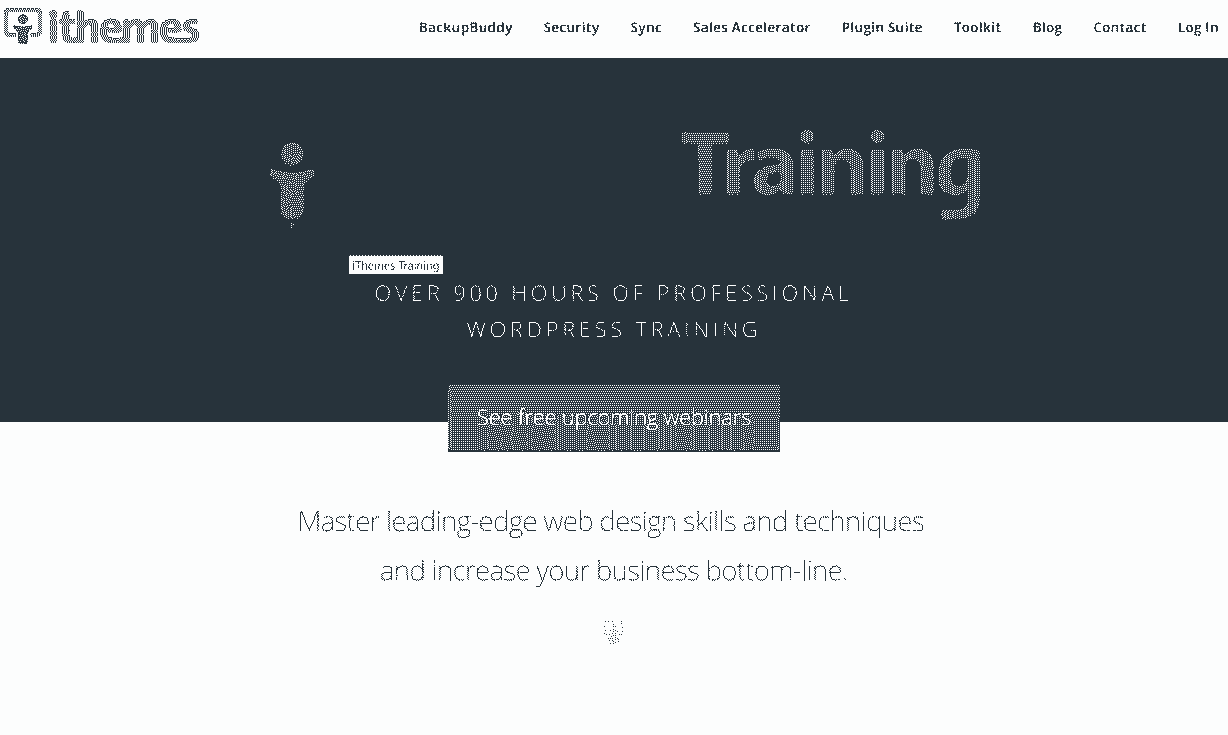 ithemes
BackupBuddy Security Sync Sales Accelerator Plugin Suite Toolkit Blog Contact Log In
Training
iThemes Training
OVER 900 HOURS OF PROFESSIONAL
WORDPRESS TRAINING
See free upcoming webinars
Master leading-edge web design skills and techniques
and increase your business bottom-line.